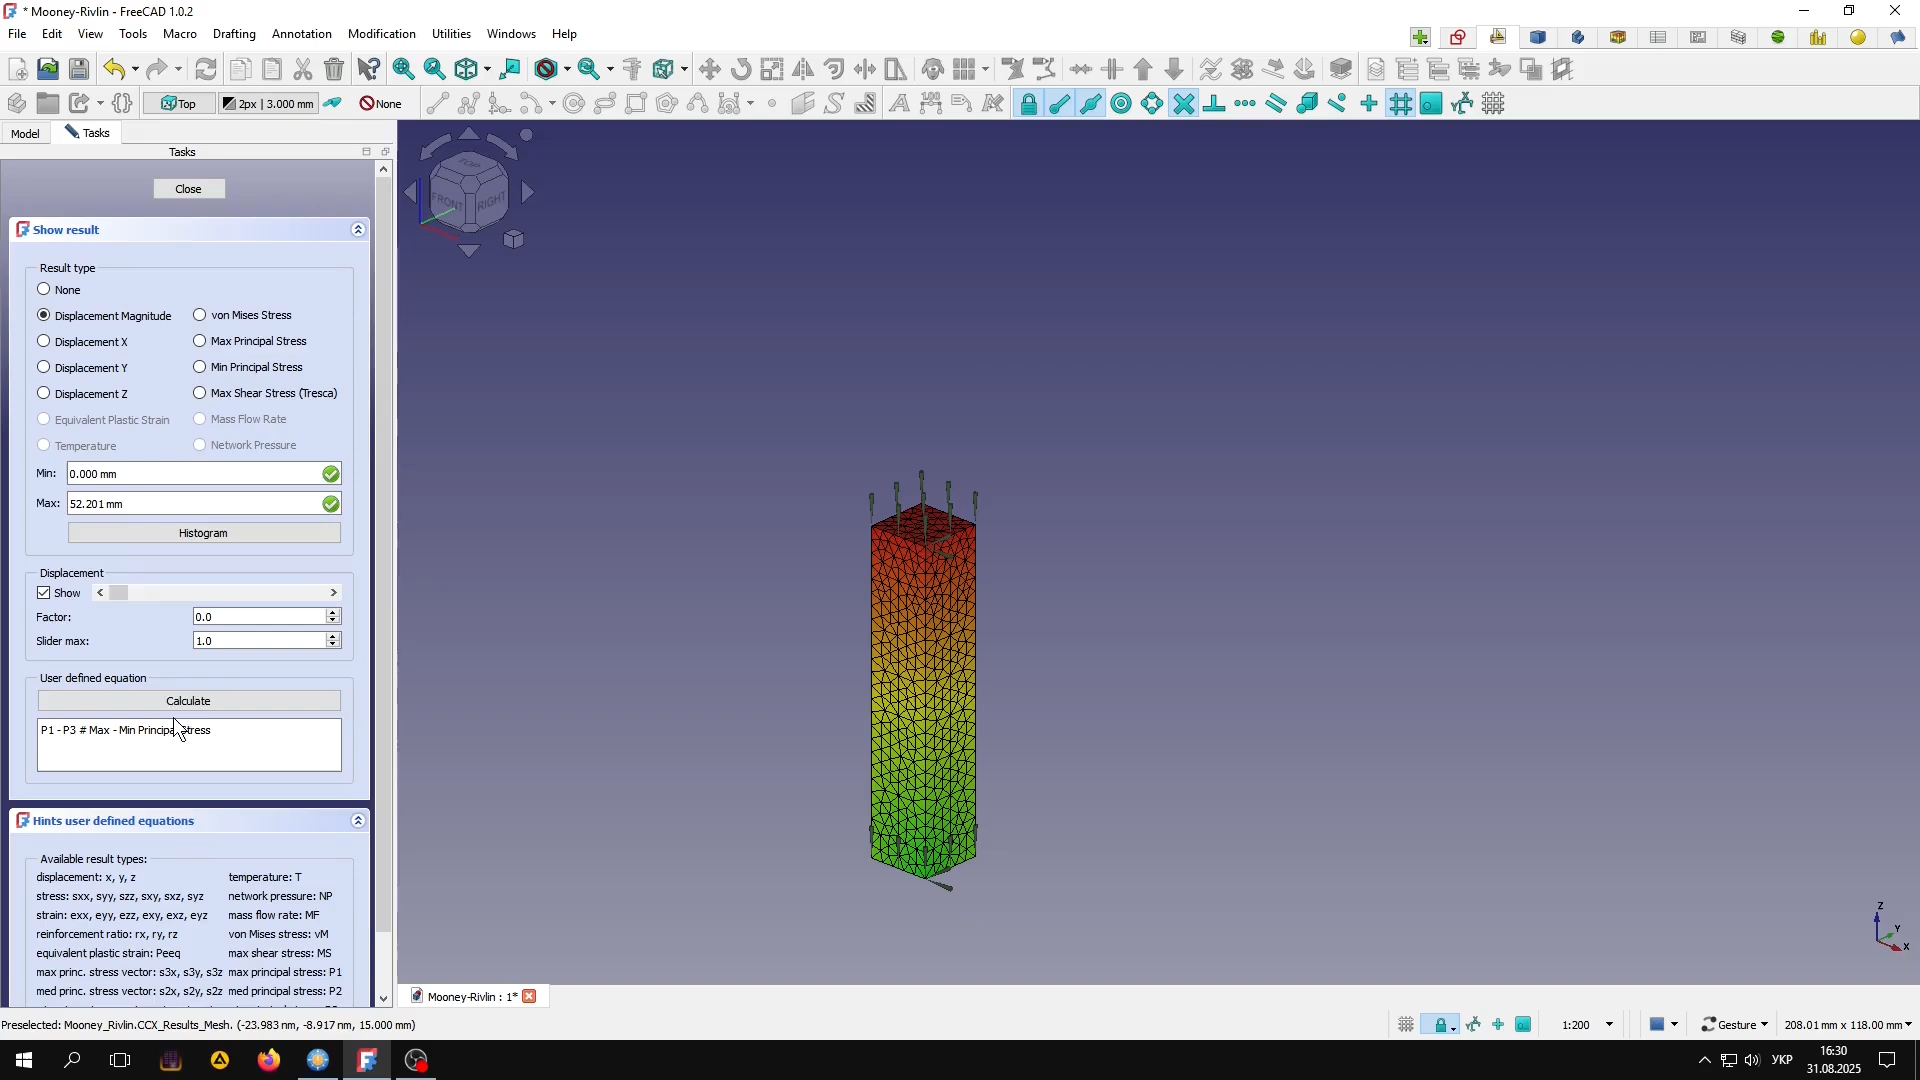 * Mooney-Rivlin - FreeCAD 1.0.2
File Edit View Tools Macro Drafting Annotation Modification Utilities Windows Help
Top 2px | 3.000 mm None
Model Tasks
Tasks
Close
Show result
Result type
None
Displacement Magnitude von Mises Stress
Displacement X Max Principal Stress
Displacement Y Min Principal Stress
Displacement Z Max Shear Stress (Tresca)
Equivalent Plastic Strain Mass Flow Rate
Temperature Network Pressure
Min: 0.000 mm
Max: 52.201 mm
Histogram
Displacement
Show
Factor: 0.0
Slider max: 1.0
User defined equation
Calculate
P1 - P3 # Max - Min Principal Stress
Hints user defined equations
Available result types:
displacement: x, y, z temperature: T
stress: sxx, syy, szz, sxy, sxz, syz network pressure: NP
strain: exx, eyy, ezz, exy, exz, eyz mass flow rate: MF
reinforcement ratio: rx, ry, rz von Mises stress: vM
equivalent plastic strain: Peeq max shear stress: MS
max princ. stress vector: s3x, s3y, s3z max principal stress: P1
med princ. stress vector: s2x, s2y, s2z med principal stress: P2
TOP
FRONT RIGHT
Z
Y
X
Mooney-Rivlin : 1*
Preselected: Mooney_Rivlin.CCX_Results_Mesh. (-23.983 nm, -8.917 nm, 15.000 mm)
1:200 Gesture 208.01 mm x 118.00 mm
УКР 16:30
31.08.2025